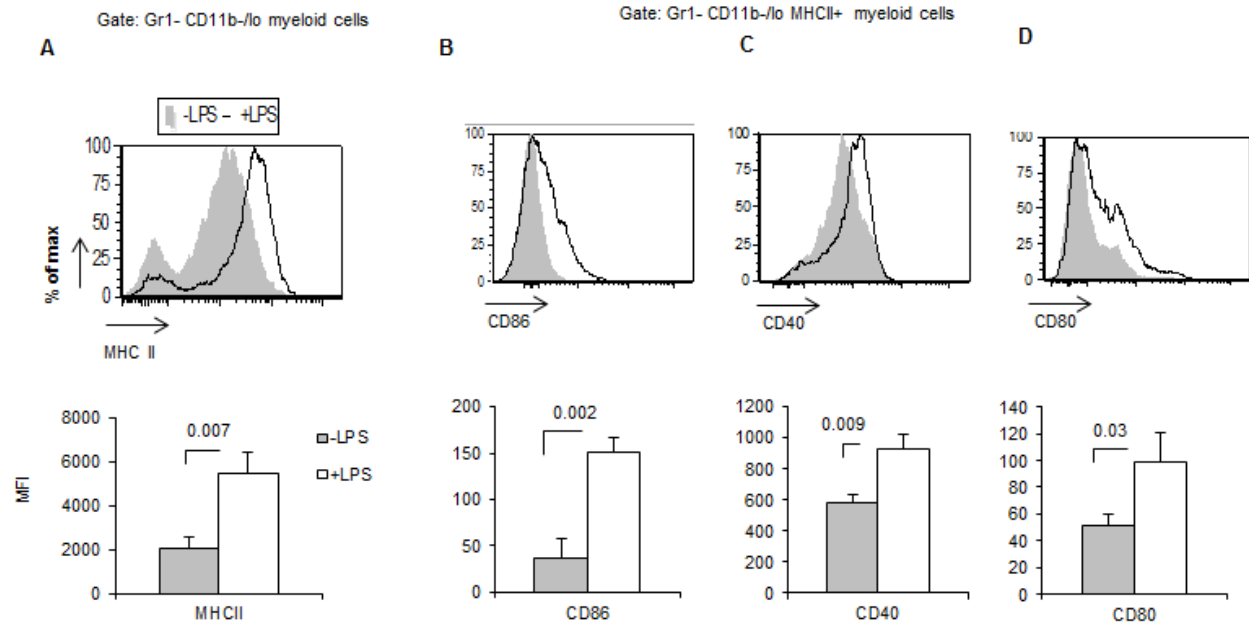 Gate: Gr1- CD11b-/lo myeloid cells
Gate: Gr1- CD11b-/lo MHCII+ myeloid cells
A
B
C
D
-LPS – +LPS
% of max
100
75
50
25
0
MHC II
100
75
50
25
0
CD86
100
75
50
25
0
CD40
100
75
50
25
0
CD80
MFI
8000
6000
4000
2000
0
0.007
-LPS
+LPS
MHCII
200
150
100
50
0
0.002
CD86
1200
1000
800
600
400
200
0
0.009
CD40
140
120
100
80
60
40
20
0
0.03
CD80